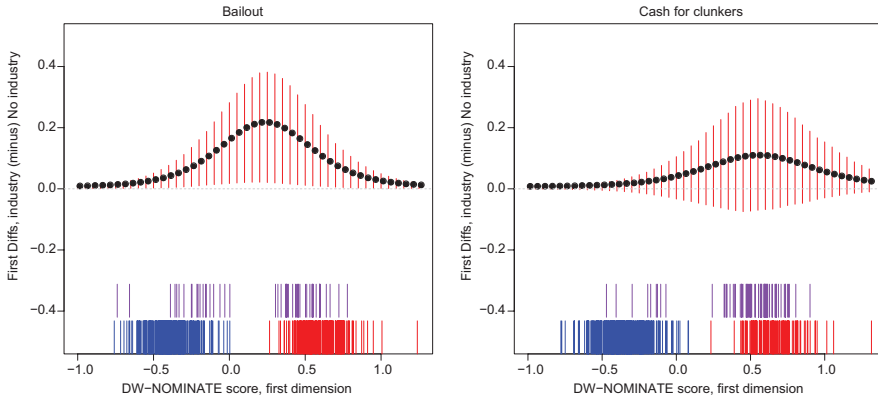 Bailout
First Diffs, industry (minus) No industry
0.4
0.2
0.0
−0.2
−0.4
−1.0 −0.5 0.0 0.5 1.0
DW−NOMINATE score, first dimension
Cash for clunkers
First Diffs, industry (minus) No industry
0.4
0.2
0.0
−0.2
−0.4
−1.0 −0.5 0.0 0.5 1.0
DW−NOMINATE score, first dimension